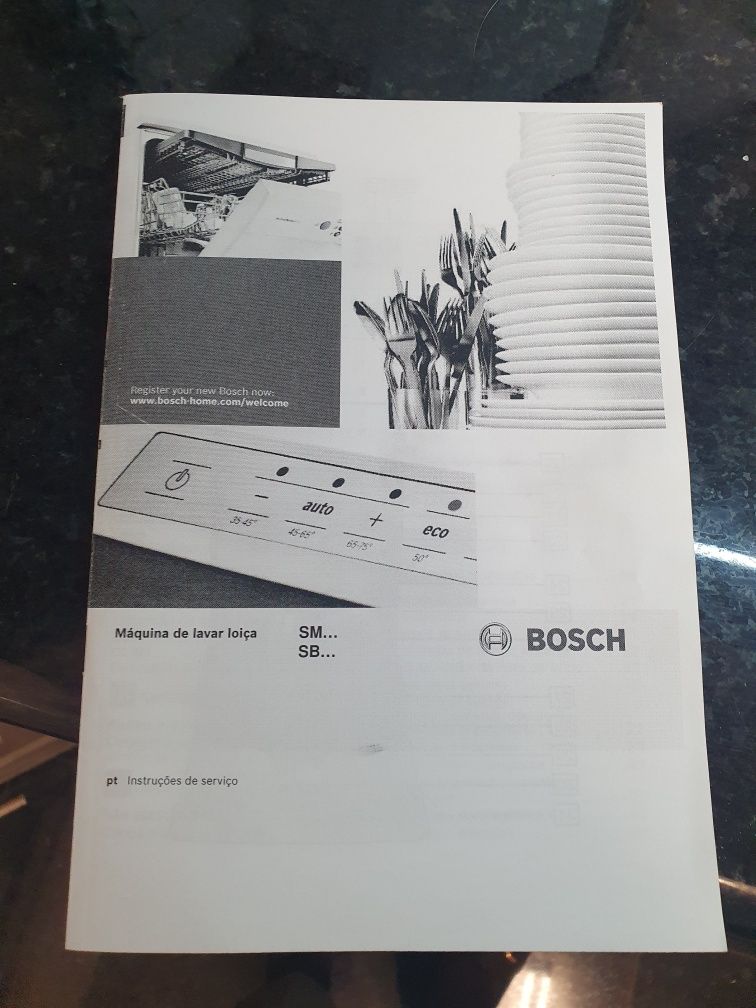 Register your new Bosch now:
www.bosch-home.com/welcome
auto
eco
35-45°
45-65°
65-75°
50°
Máquina de lavar loiça
SM...
SB...
BOSCH
pt Instruções de serviço